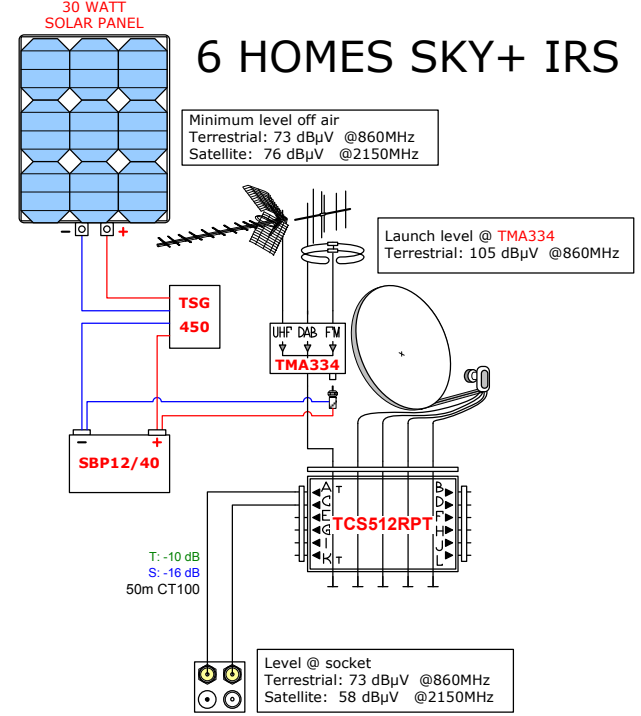 30 WATT
SOLAR PANEL
6 HOMES SKY+ IRS
Minimum level off air
Terrestrial: 73 dBµV @860MHz
Satellite: 76 dBµV @2150MHz
− +
Launch level @ TMA334
Terrestrial: 105 dBµV @860MHz
TSG
450
UHF DAB FM
TMA334
− +
SBP12/40
A T B
C D
E F
TCS512RPT
G H
I J
K T L
T: -10 dB
S: -16 dB
50m CT100
Level @ socket
Terrestrial: 73 dBµV @860MHz
Satellite: 58 dBµV @2150MHz